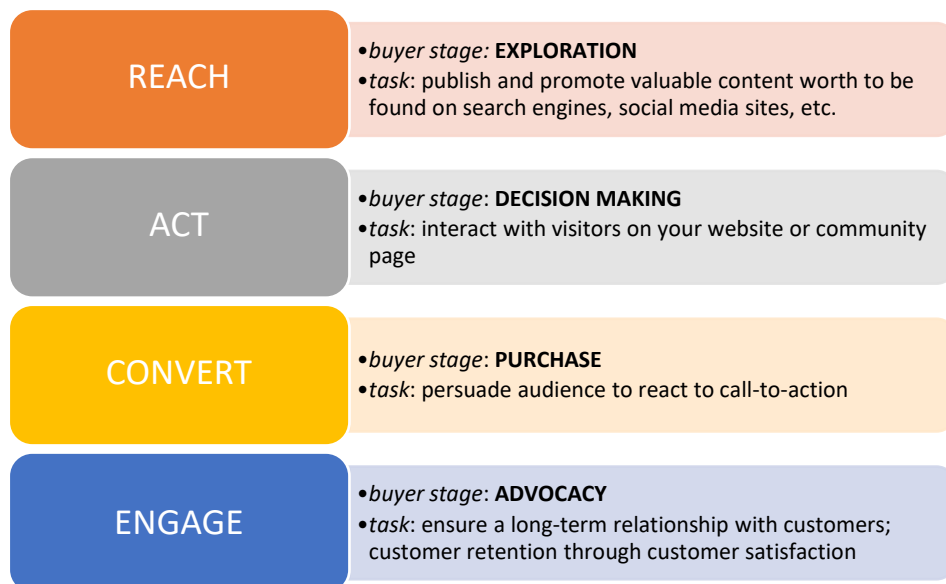 REACH
•buyer stage: EXPLORATION
•task: publish and promote valuable content worth to be
found on search engines, social media sites, etc.
ACT
•buyer stage: DECISION MAKING
•task: interact with visitors on your website or community
page
CONVERT
•buyer stage: PURCHASE
•task: persuade audience to react to call-to-action
ENGAGE
•buyer stage: ADVOCACY
•task: ensure a long-term relationship with customers;
customer retention through customer satisfaction